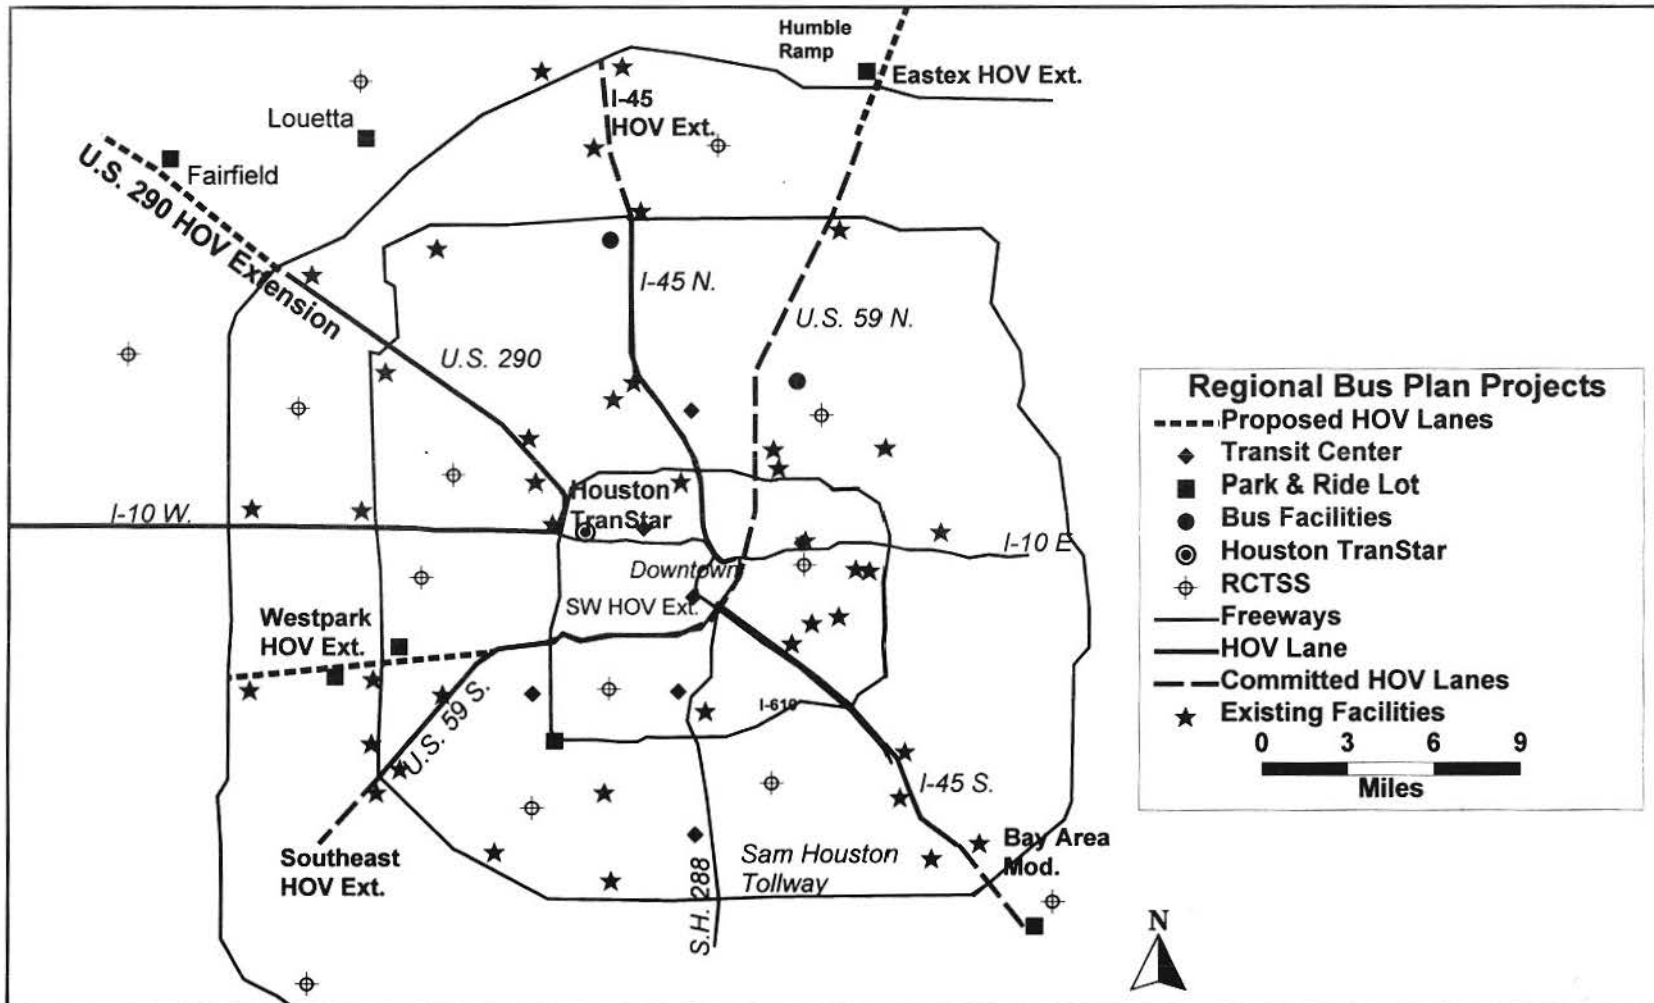 Humble
Ramp
Eastex HOV Ext.
I-45
HOV Ext.
Louetta
Fairfield
U.S. 290 HOV Extension
I-45 N.
U.S. 59 N.
U.S. 290
Houston
TranStar
I-10 W.
I-10 E
Downtown
SW HOV Ext.
Westpark
HOV Ext.
U.S. 59 S.
I-610
I-45 S.
Southeast
HOV Ext.
S.H. 288
Sam Houston
Tollway
Bay Area
Mod.
Regional Bus Plan Projects
Proposed HOV Lanes
Transit Center
Park & Ride Lot
Bus Facilities
Houston TranStar
RCTSS
Freeways
HOV Lane
Committed HOV Lanes
Existing Facilities
0 3 6 9
Miles
N